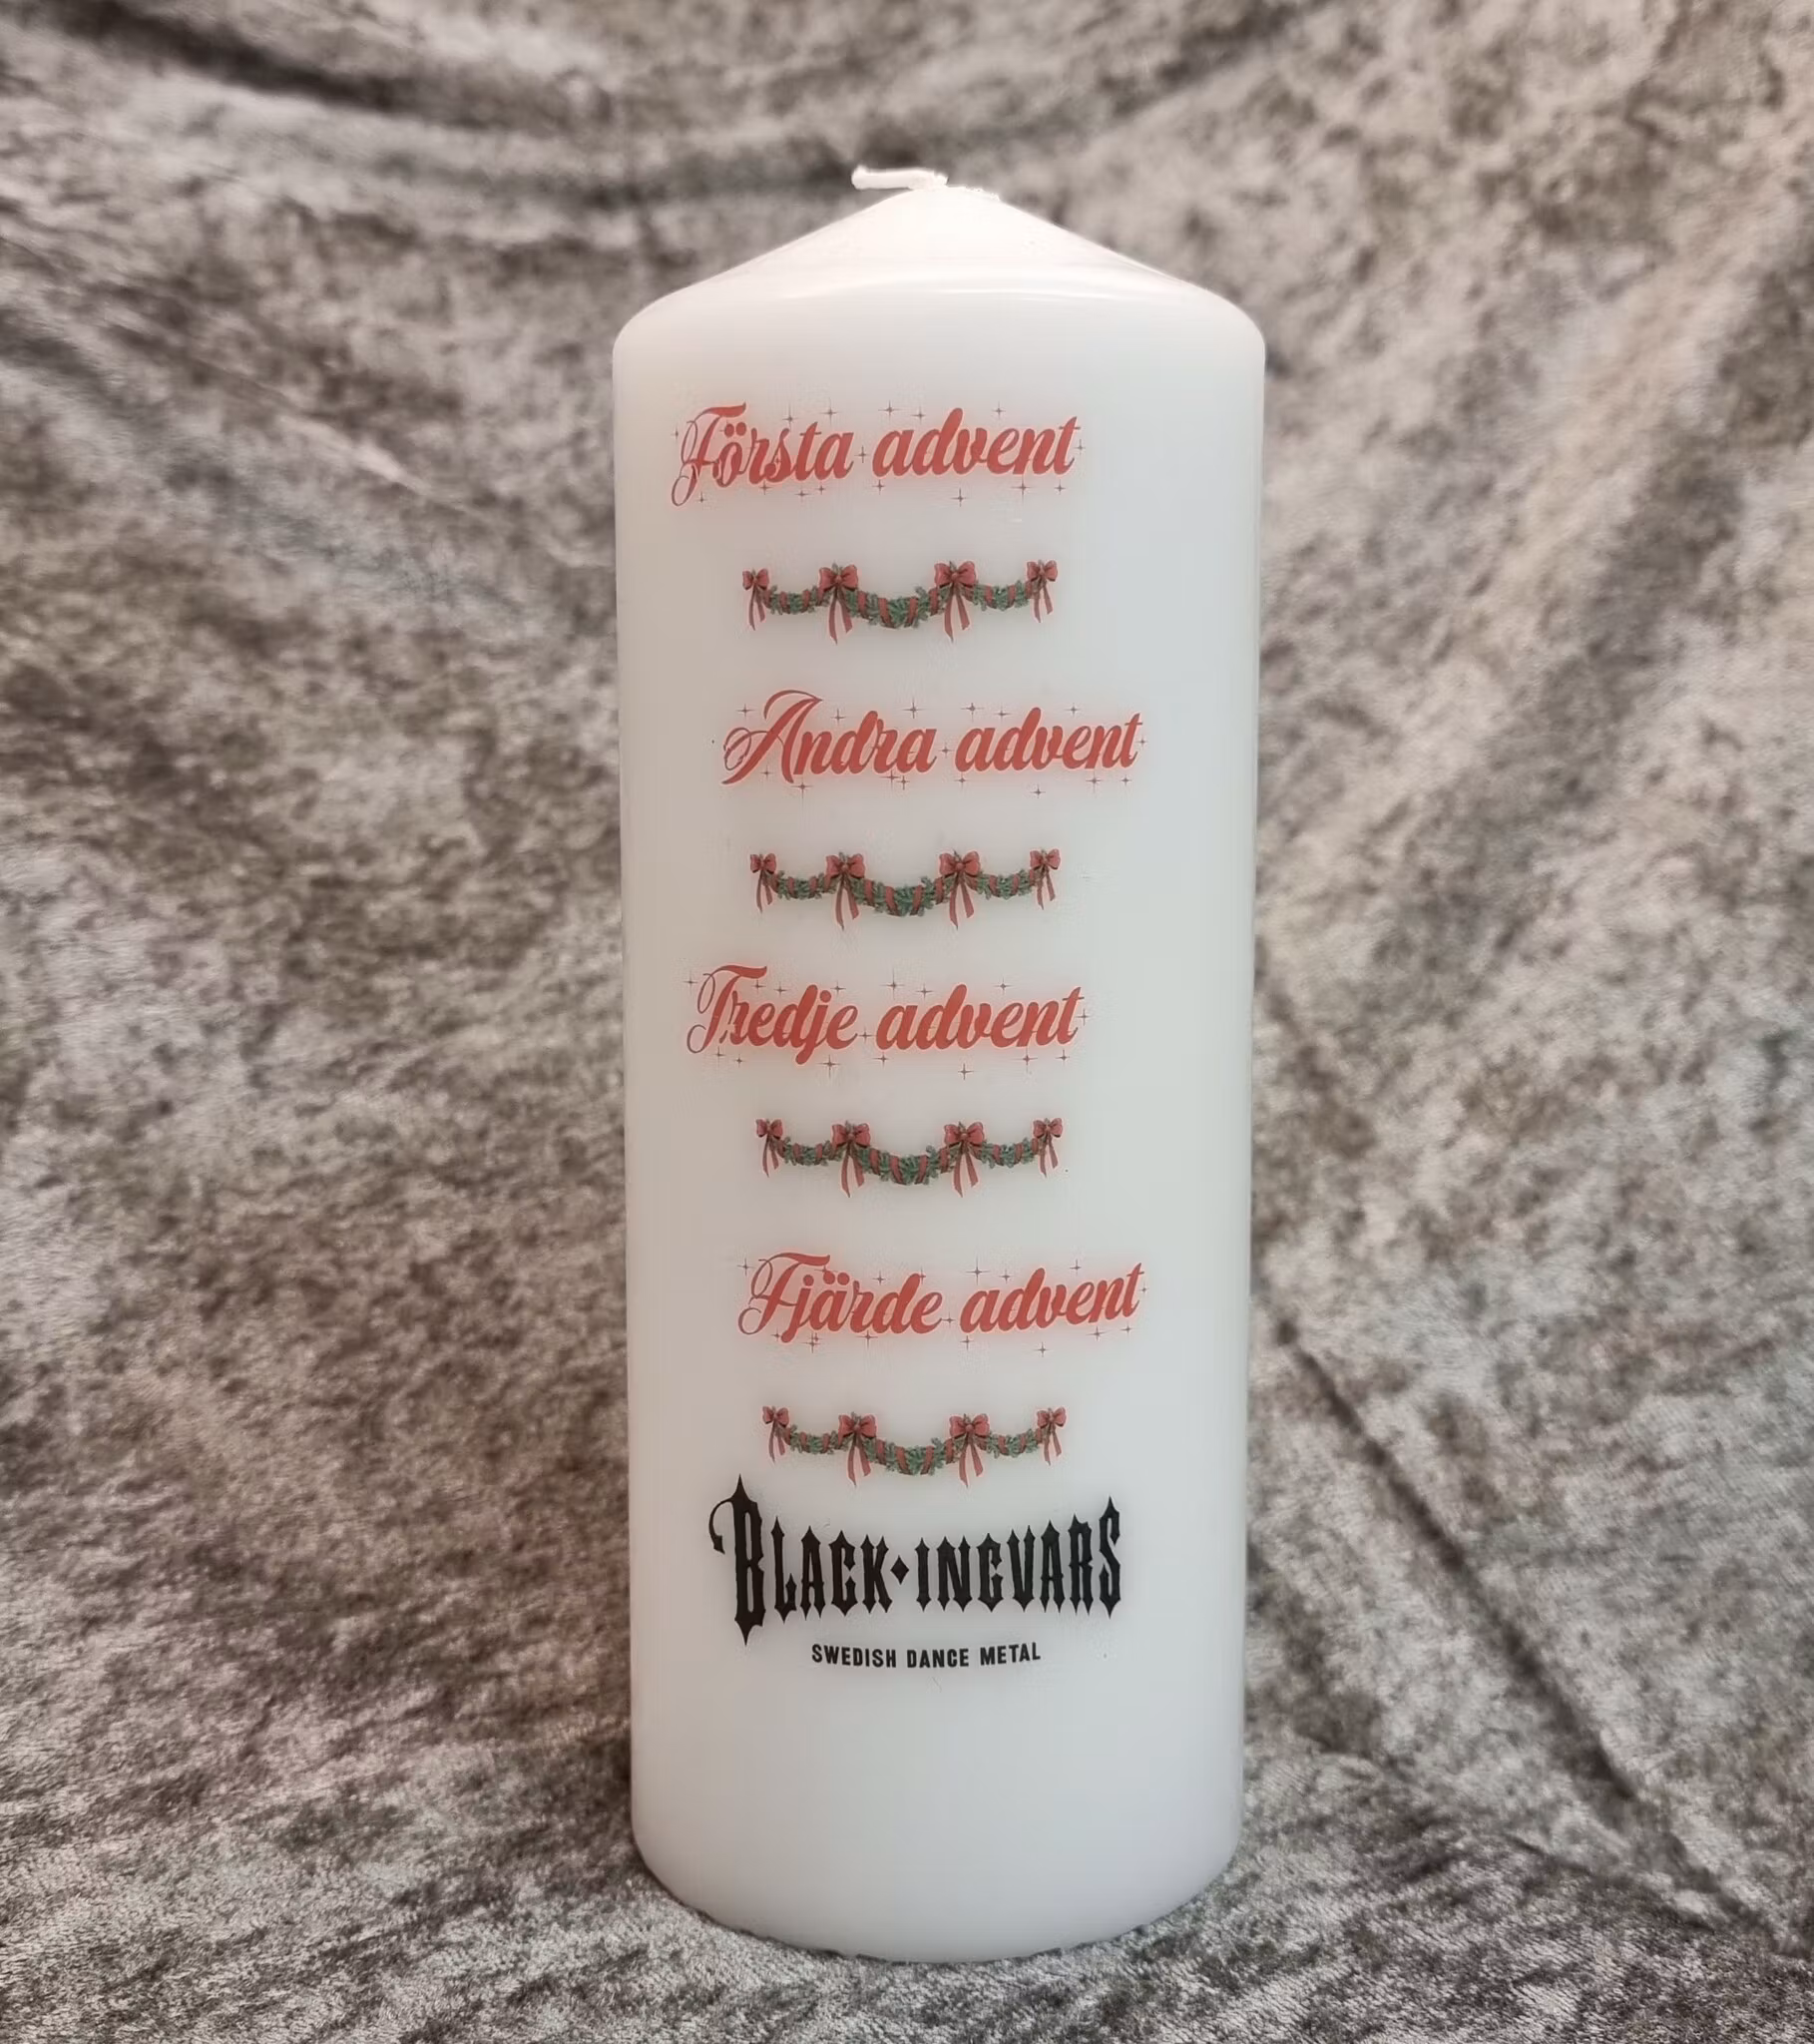 Första advent
Andra advent
Tredje advent
Fjärde advent
BLACK·INGVARS
SWEDISH DANCE METAL